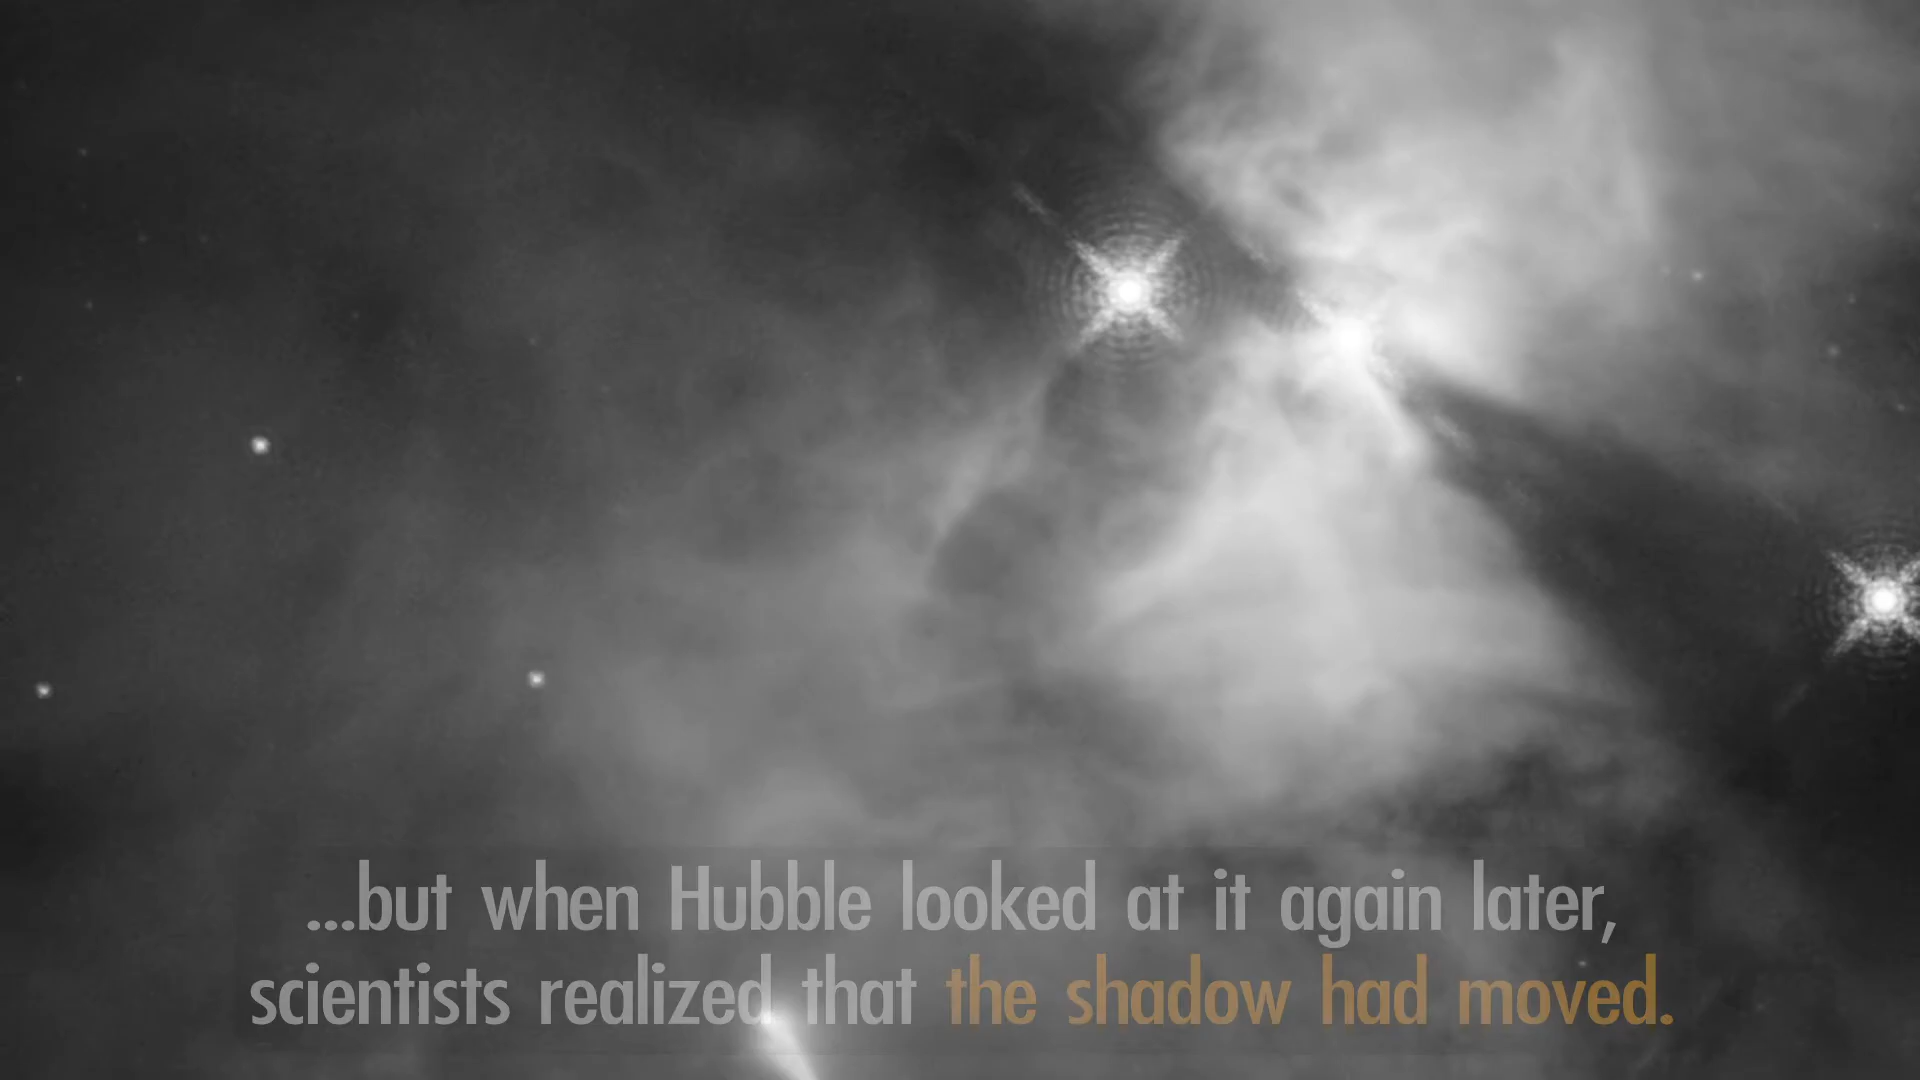 ...but when Hubble looked at it again later,
scientists realized that the shadow had moved.